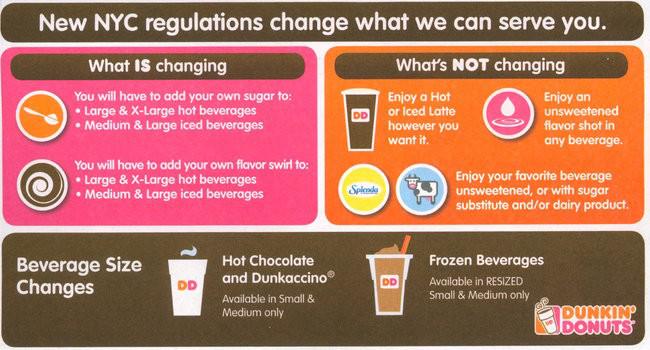 New NYC regulations change what we can serve you.
What IS changing
You will have to add your own sugar to:
• Large & X-Large hot beverages
• Medium & Large iced beverages
You will have to add your own flavor swirl to:
• Large & X-Large hot beverages
• Medium & Large iced beverages
What's NOT changing
Enjoy a Hot
or Iced Latte
however you
want it.
DD
Enjoy an
unsweetened
flavor shot in
any beverage.
Splenda
Enjoy your favorite beverage
unsweetened, or with sugar
substitute and/or dairy product.
Beverage Size
Changes
DD
Hot Chocolate
and Dunkaccino®
Available in Small &
Medium only
DD
Frozen Beverages
Available in RESIZED
Small & Medium only
DUNKIN'
DONUTS